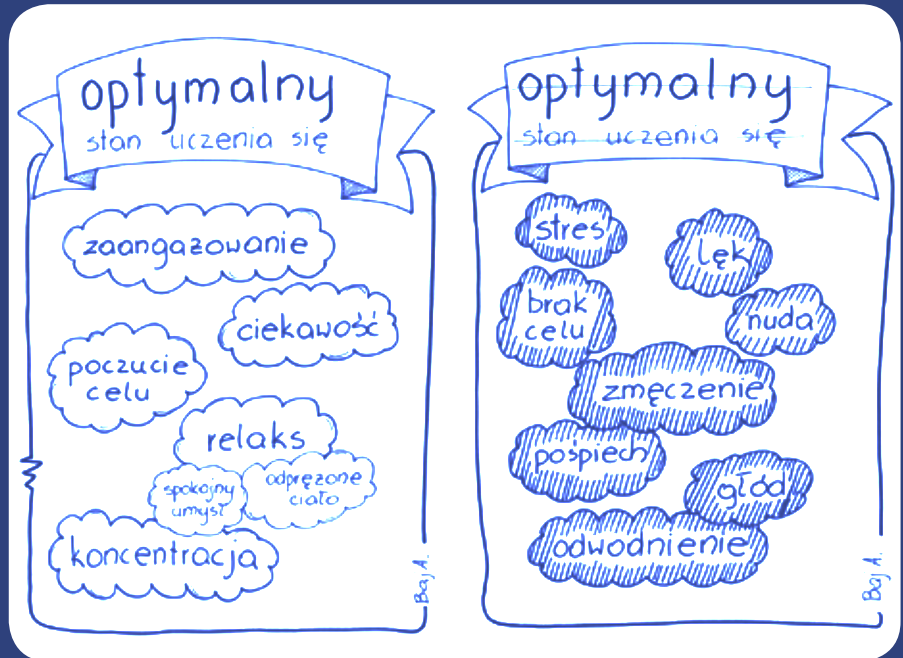 optymalny
stan uczenia się
zaangażowanie
ciekawość
poczucie
celu
relaks
spokojny
umysł
odprężone
ciało
koncentracja
Baj A.
optymalny
stan uczenia się
stres
lęk
brak
celu
nuda
zmęczenie
pośpiech
głód
odwodnienie
Baj A.